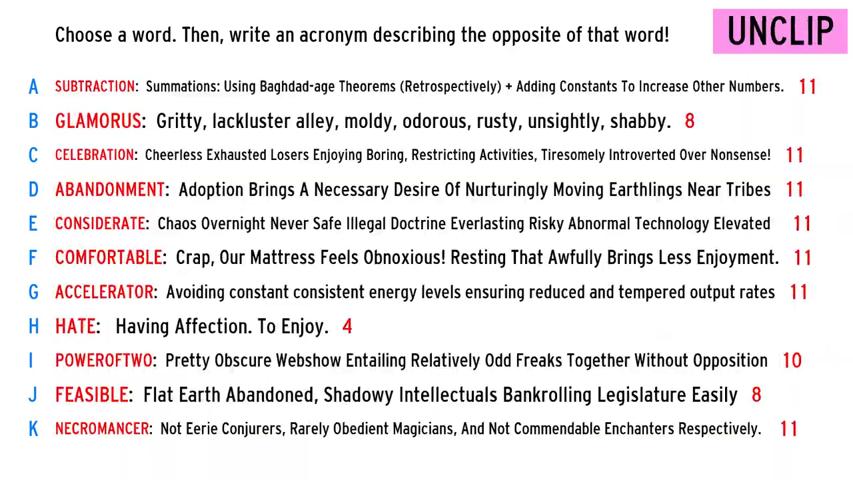 Choose a word. Then, write an acronym describing the opposite of that word!
UNCLIP
A SUBTRACTION: Summations: Using Baghdad-age Theorems (Retrospectively) + Adding Constants To Increase Other Numbers. 11
B GLAMORUS: Gritty, lackluster alley, moldy, odorous, rusty, unsightly, shabby. 8
C CELEBRATION: Cheerless Exhausted Losers Enjoying Boring, Restricting Activities, Tiresomely Introverted Over Nonsense! 11
D ABANDONMENT: Adoption Brings A Necessary Desire Of Nurturingly Moving Earthlings Near Tribes 11
E CONSIDERATE: Chaos Overnight Never Safe Illegal Doctrine Everlasting Risky Abnormal Technology Elevated 11
F COMFORTABLE: Crap, Our Mattress Feels Obnoxious! Resting That Awfully Brings Less Enjoyment. 11
G ACCELERATOR: Avoiding constant consistent energy levels ensuring reduced and tempered output rates 11
H HATE: Having Affection. To Enjoy. 4
I POWEROFTWO: Pretty Obscure Webshow Entailing Relatively Odd Freaks Together Without Opposition 10
J FEASIBLE: Flat Earth Abandoned, Shadowy Intellectuals Bankrolling Legislature Easily 8
K NECROMANCER: Not Eerie Conjurers, Rarely Obedient Magicians, And Not Commendable Enchanters Respectively. 11